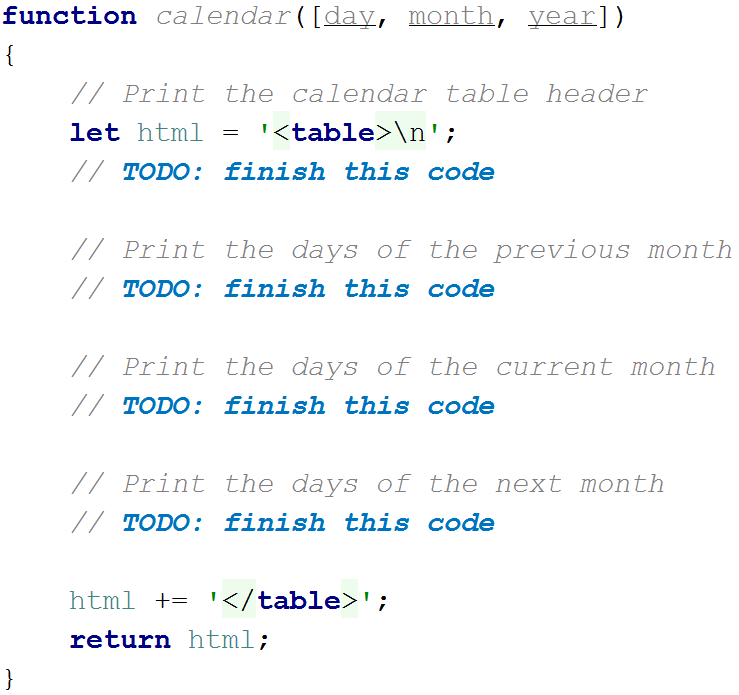 function calendar([day, month, year])
{
    // Print the calendar table header
    let html = '<table>\n';
    // TODO: finish this code

    // Print the days of the previous month
    // TODO: finish this code

    // Print the days of the current month
    // TODO: finish this code

    // Print the days of the next month
    // TODO: finish this code

    html += '</table>';
    return html;
}